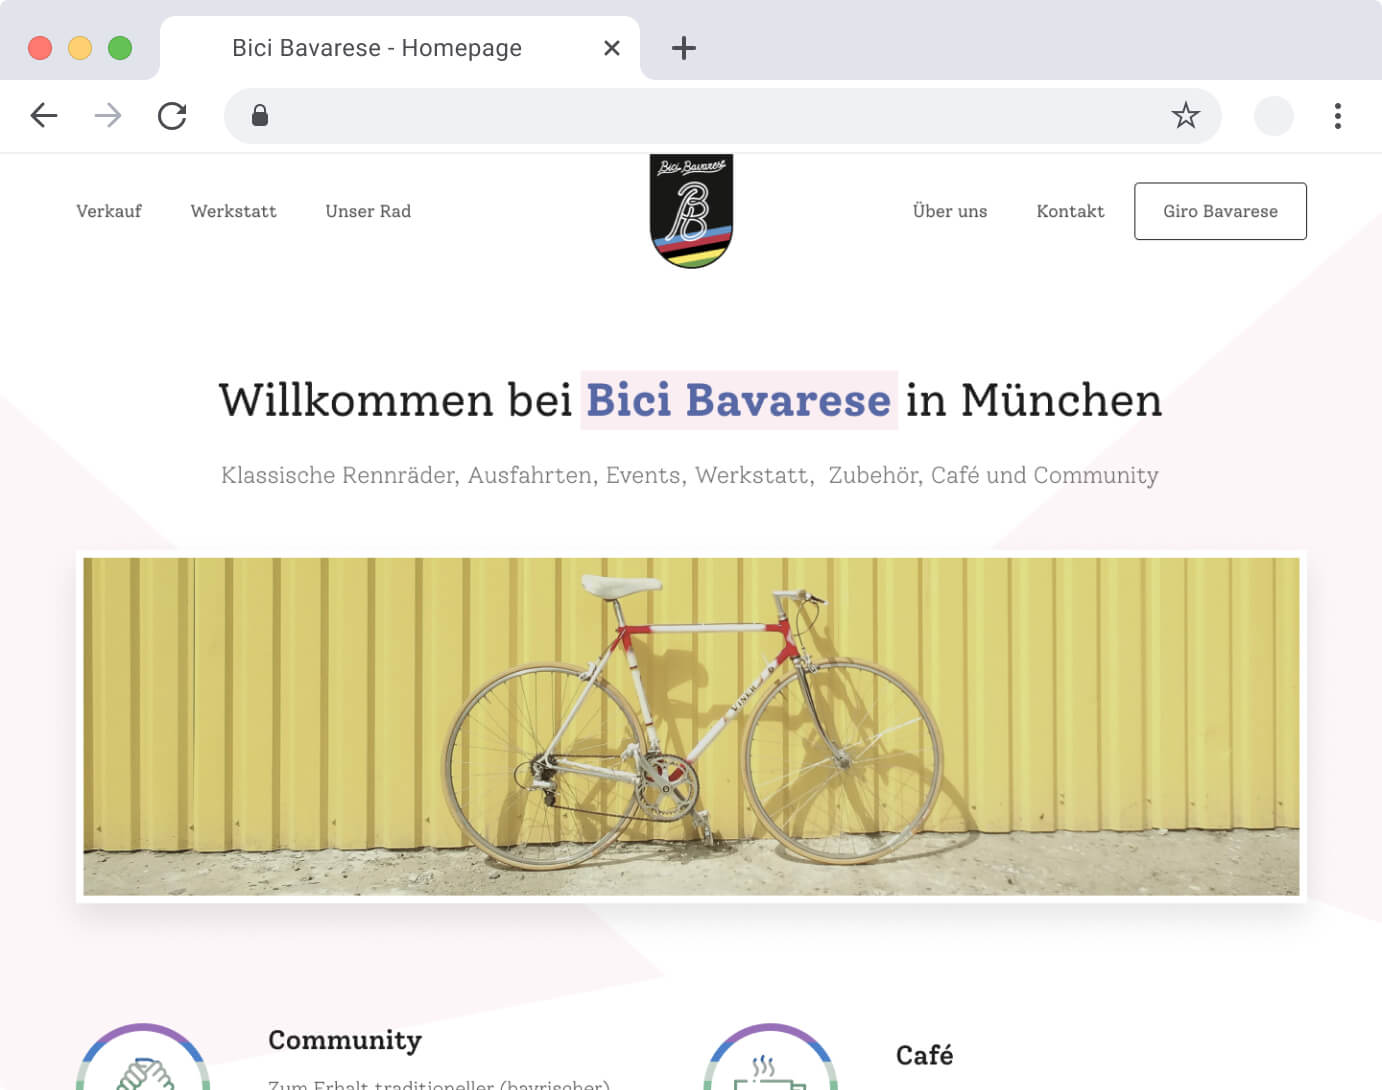 Bici Bavarese - Homepage
Verkauf
Werkstatt
Unser Rad
Bici Bavarese
BB
Über uns
Kontakt
Giro Bavarese
Willkommen bei Bici Bavarese in München
Klassische Rennräder, Ausfahrten, Events, Werkstatt, Zubehör, Café und Community
VINER
Community
Zum Erhalt traditioneller (bayrischer)
Café